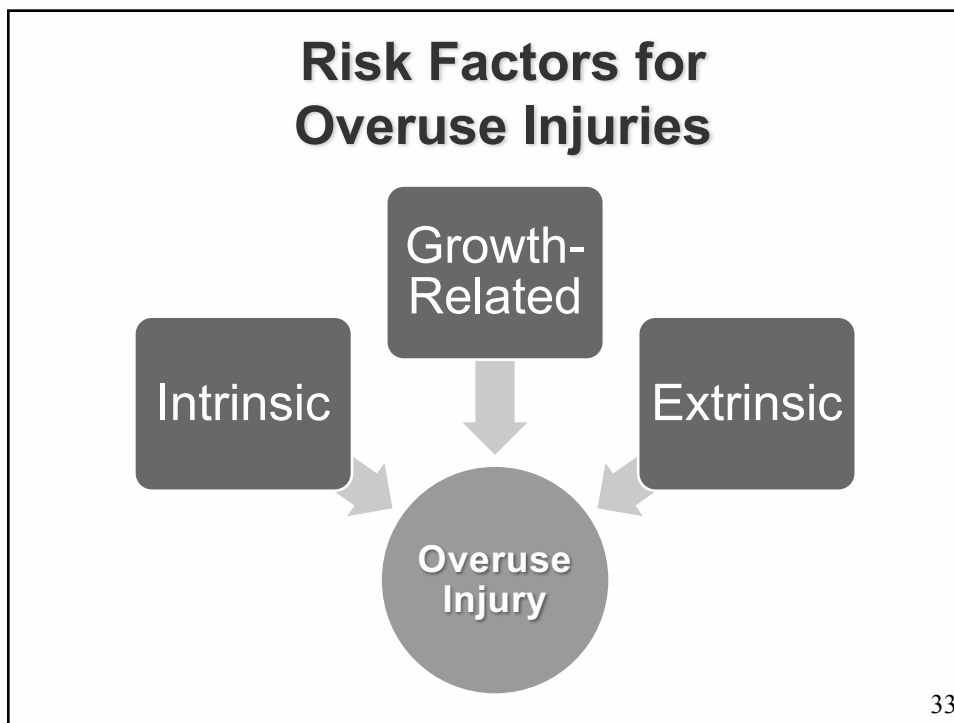 Risk Factors for
Overuse Injuries
Growth-
Related
Intrinsic
Extrinsic
Overuse
Injury
33